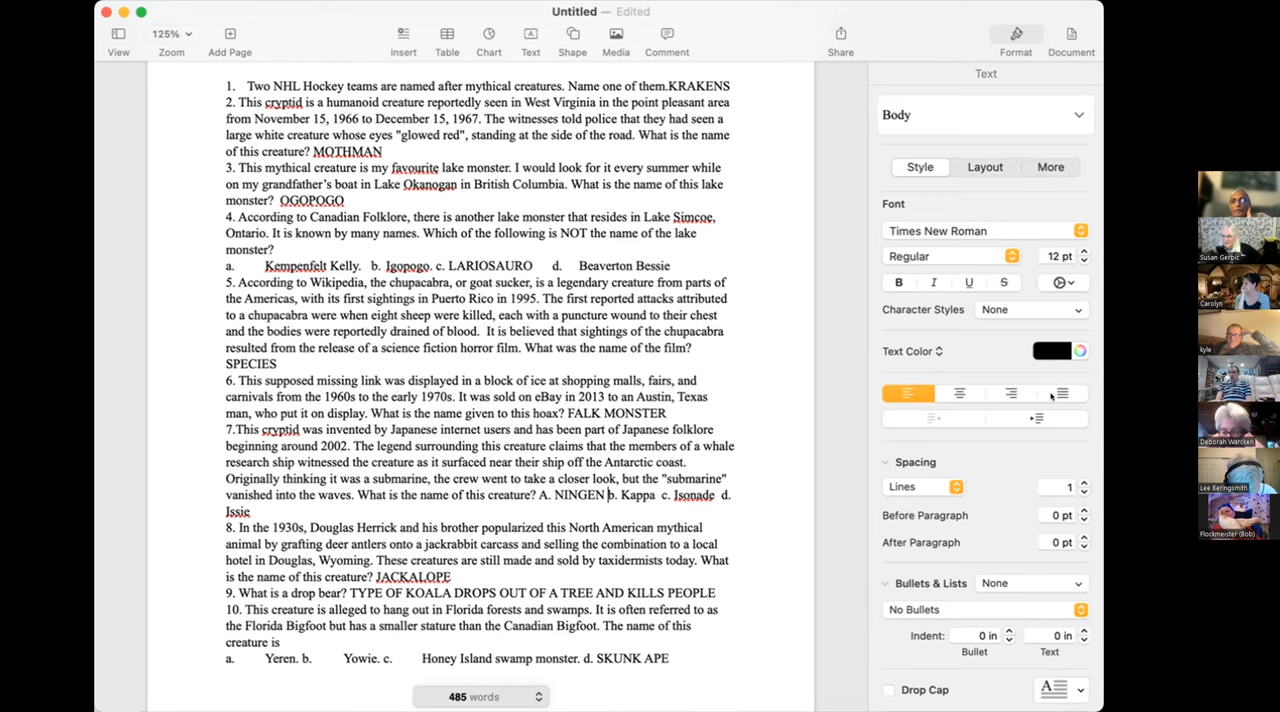 Untitled — Edited
125%
View Zoom Add Page Insert Table Chart Text Shape Media Comment Share Format Document
1. Two NHL Hockey teams are named after mythical creatures. Name one of them.KRAKENS
2. This cryptid is a humanoid creature reportedly seen in West Virginia in the point pleasant area
from November 15, 1966 to December 15, 1967. The witnesses told police that they had seen a
large white creature whose eyes "glowed red", standing at the side of the road. What is the name
of this creature? MOTHMAN
3. This mythical creature is my favourite lake monster. I would look for it every summer while
on my grandfather's boat in Lake Okanogan in British Columbia. What is the name of this lake
monster? OGOPOGO
4. According to Canadian Folklore, there is another lake monster that resides in Lake Simcoe,
Ontario. It is known by many names. Which of the following is NOT the name of the lake
monster?
a. Kempenfelt Kelly. b. Igopogo. c. LARIOSAURO d. Beaverton Bessie
5. According to Wikipedia, the chupacabra, or goat sucker, is a legendary creature from parts of
the Americas, with its first sightings in Puerto Rico in 1995. The first reported attacks attributed
to a chupacabra were when eight sheep were killed, each with a puncture wound to their chest
and the bodies were reportedly drained of blood. It is believed that sightings of the chupacabra
resulted from the release of a science fiction horror film. What was the name of the film?
SPECIES
6. This supposed missing link was displayed in a block of ice at shopping malls, fairs, and
carnivals from the 1960s to the early 1970s. It was sold on eBay in 2013 to an Austin, Texas
man, who put it on display. What is the name given to this hoax? FALK MONSTER
7.This cryptid was invented by Japanese internet users and has been part of Japanese folklore
beginning around 2002. The legend surrounding this creature claims that the members of a whale
research ship witnessed the creature as it surfaced near their ship off the Antarctic coast.
Originally thinking it was a submarine, the crew went to take a closer look, but the "submarine"
vanished into the waves. What is the name of this creature? A. NINGEN b. Kappa c. Isonade d.
Issie
8. In the 1930s, Douglas Herrick and his brother popularized this North American mythical
animal by grafting deer antlers onto a jackrabbit carcass and selling the combination to a local
hotel in Douglas, Wyoming. These creatures are still made and sold by taxidermists today. What
is the name of this creature? JACKALOPE
9. What is a drop bear? TYPE OF KOALA DROPS OUT OF A TREE AND KILLS PEOPLE
10. This creature is alleged to hang out in Florida forests and swamps. It is often referred to as
the Florida Bigfoot but has a smaller stature than the Canadian Bigfoot. The name of this
creature is
a. Yeren. b. Yowie. c. Honey Island swamp monster. d. SKUNK APE
485 words
Text
Body
Style Layout More
Font
Times New Roman
Regular 12 pt
B I U S
Character Styles None
Text Color
Spacing
Lines 1
Before Paragraph 0 pt
After Paragraph 0 pt
Bullets & Lists None
No Bullets
Indent: 0 in 0 in
Bullet Text
Drop Cap
A
Susan Gerbic
Carolyn
kyle
Deborah Warcken
Lee Beringsmith
Flockmeister (Bob)